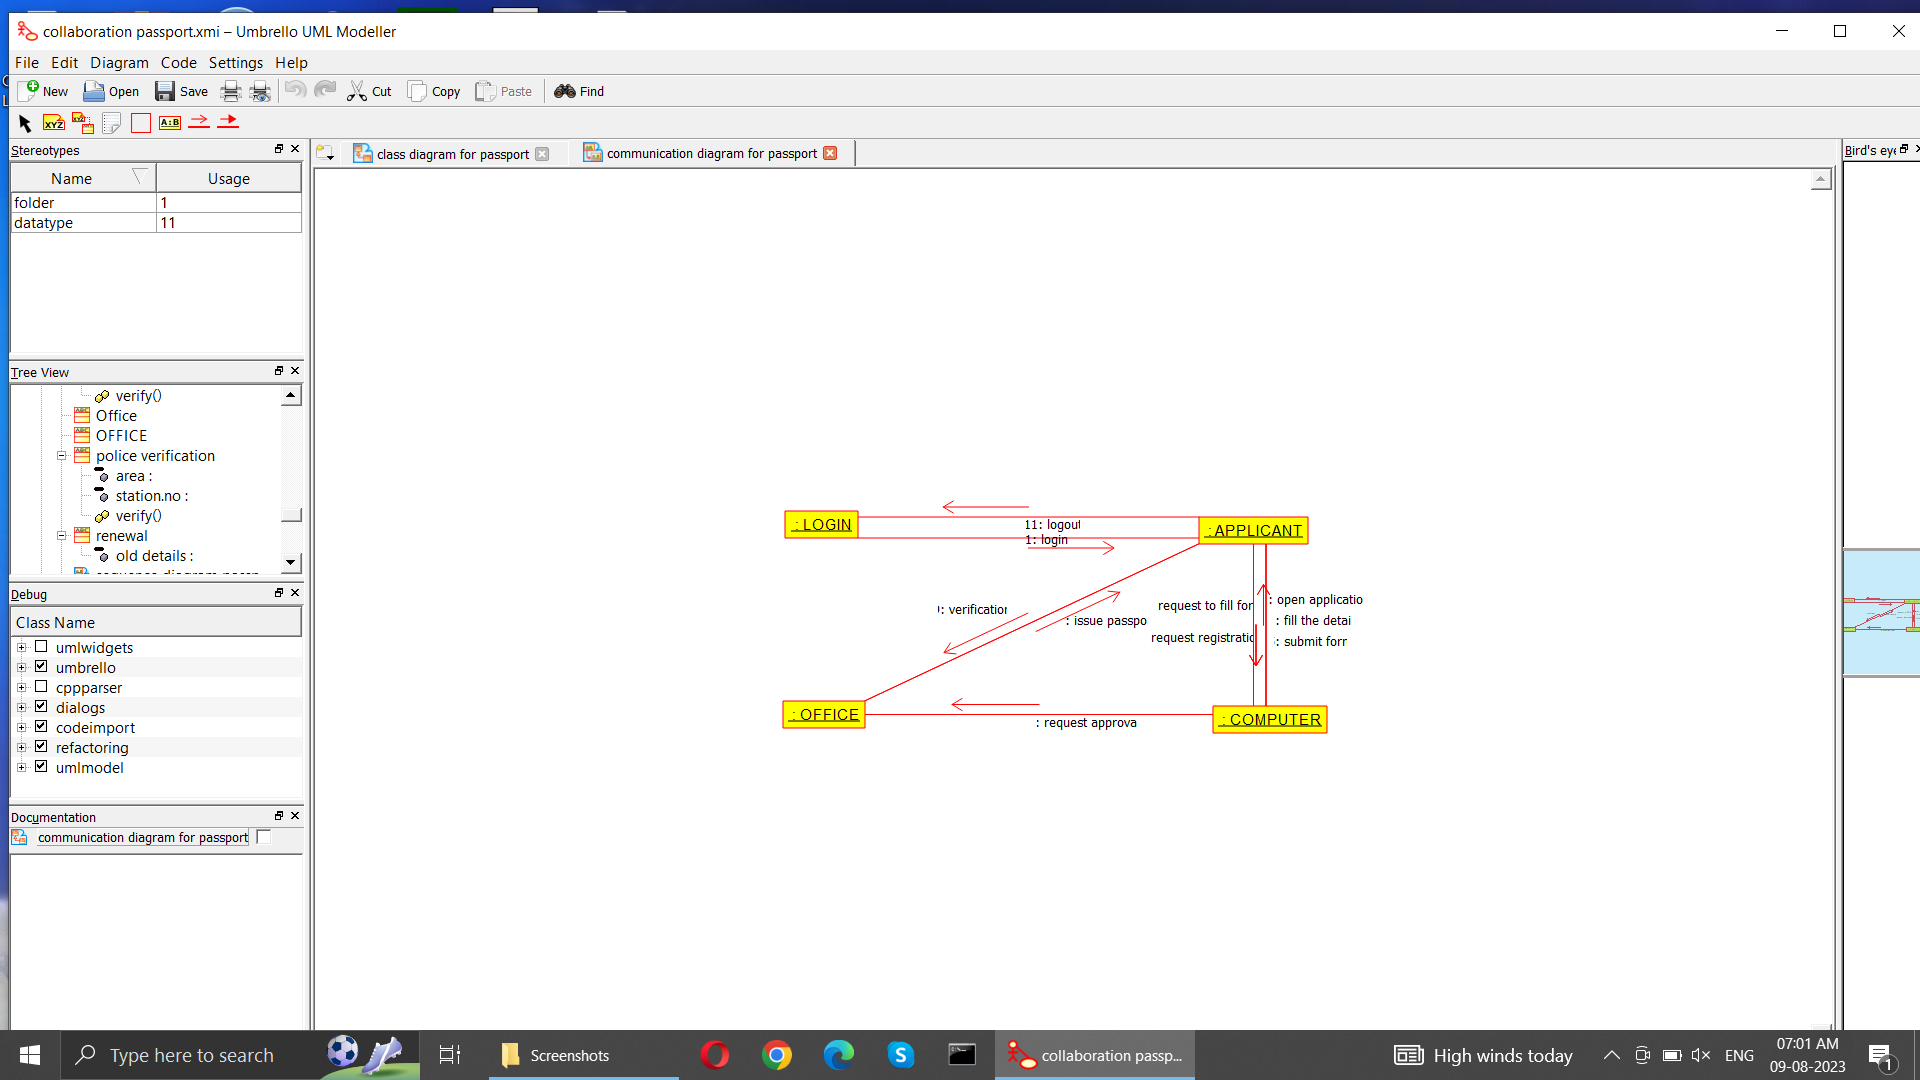 collaboration passport.xmi – Umbrello UML Modeller
File Edit Diagram Code Settings Help
New Open Save Cut Copy Paste Find
XYZ XYZ A:B
Stereotypes
Name Usage
folder 1
datatype 11
Tree View
verify()
Office
OFFICE
police verification
area :
station.no :
verify()
renewal
old details :
Debug
Class Name
umlwidgets
umbrello
cppparser
dialogs
codeimport
refactoring
umlmodel
Documentation
communication diagram for passport
class diagram for passport
communication diagram for passport
Bird's eye
: LOGIN
11: logout
1: login
: APPLICANT
: verification
: issue passpo
request to fill for
request registratio
: open applicatio
: fill the detai
: submit forr
: OFFICE
: request approva
: COMPUTER
Type here to search
Screenshots
collaboration passp...
High winds today
ENG
07:01 AM
09-08-2023
1